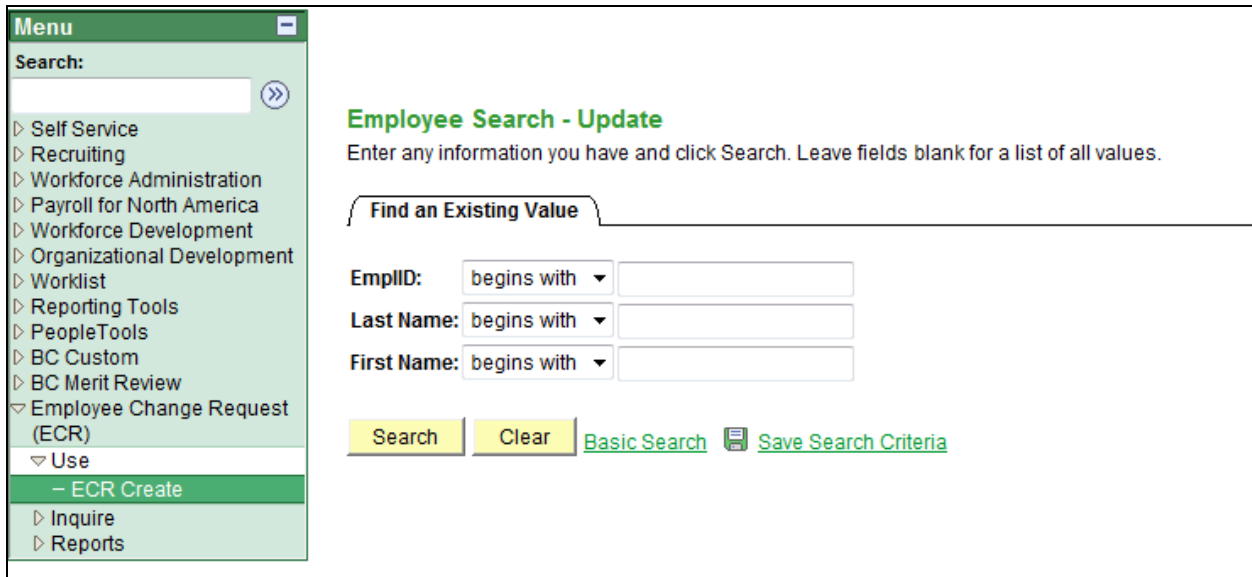 Menu
Search:
Self Service
Recruiting
Workforce Administration
Payroll for North America
Workforce Development
Organizational Development
Worklist
Reporting Tools
PeopleTools
BC Custom
BC Merit Review
Employee Change Request
(ECR)
Use
– ECR Create
Inquire
Reports
Employee Search - Update
Enter any information you have and click Search. Leave fields blank for a list of all values.
Find an Existing Value
EmplID: begins with
Last Name: begins with
First Name: begins with
Search Clear Basic Search Save Search Criteria